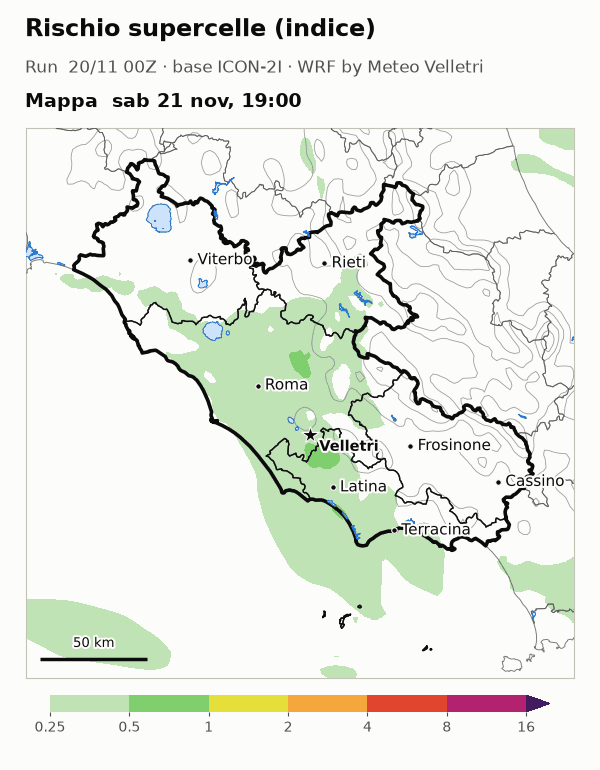 Rischio supercelle (indice)
Run  20/11 00Z · base ICON-2I · WRF by Meteo Velletri
Mappa  sab 21 nov, 19:00
Viterbo
Rieti
Roma
Velletri
Frosinone
Cassino
Latina
Terracina
50 km
0.25 0.5 1 2 4 8 16